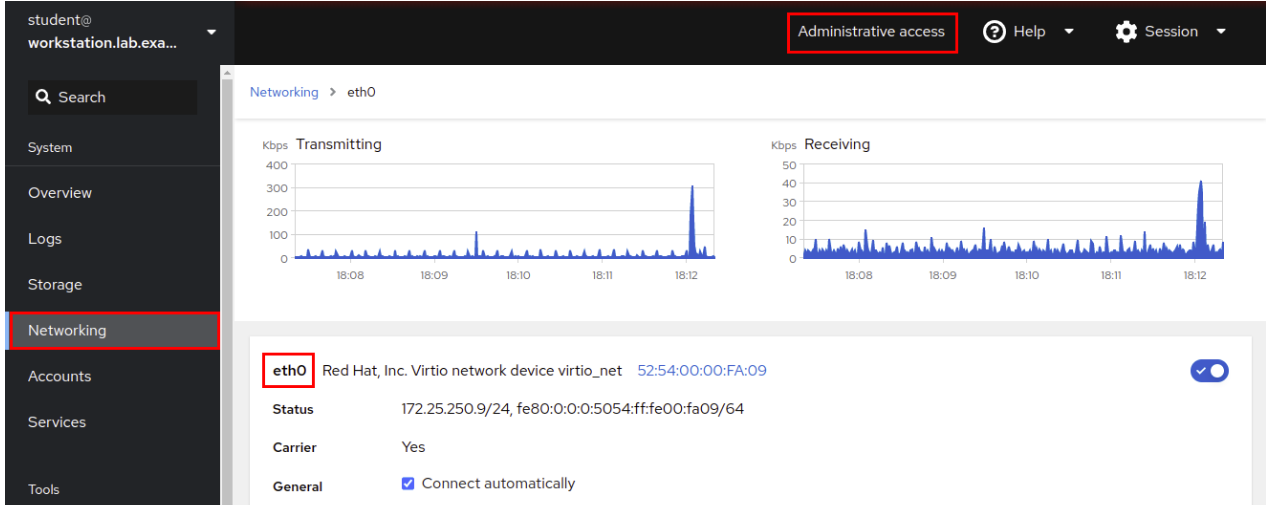 student@
workstation.lab.exa...
Administrative access
Help
Session
Search
System
Overview
Logs
Storage
Networking
Accounts
Services
Tools
Networking > eth0
Kbps Transmitting
400
300
200
100
0
18:08 18:09 18:10 18:11 18:12
Kbps Receiving
50
40
30
20
10
0
18:08 18:09 18:10 18:11 18:12
eth0 Red Hat, Inc. Virtio network device virtio_net 52:54:00:00:FA:09
Status 172.25.250.9/24, fe80:0:0:0:5054:ff:fe00:fa09/64
Carrier Yes
General Connect automatically